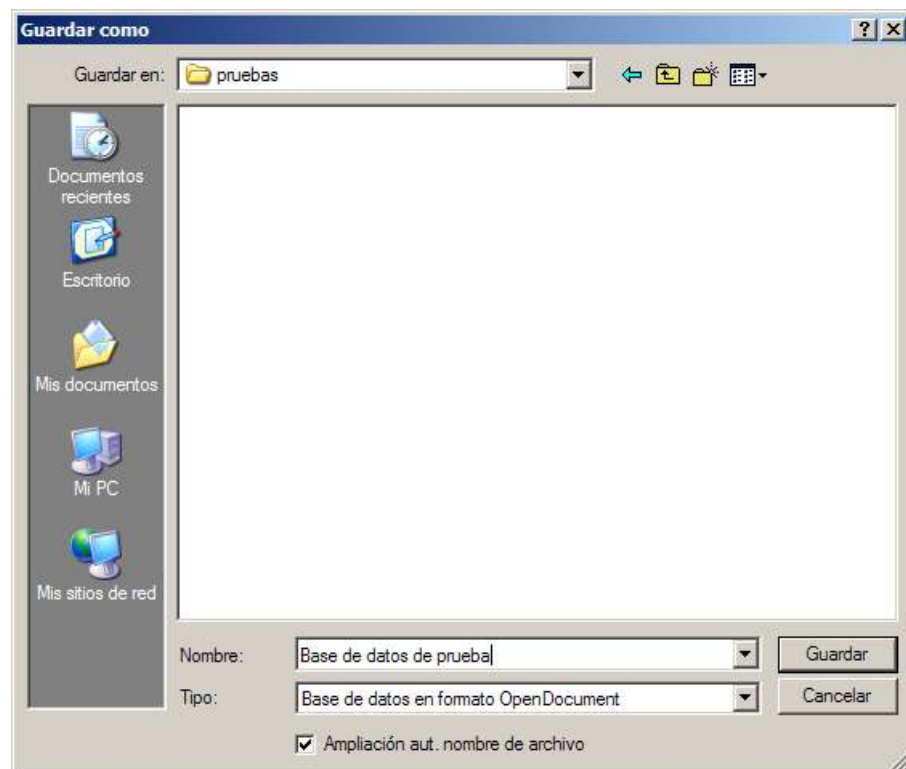 Guardar como
Guardar en:
pruebas
Documentos
recientes
Escritorio
Mis documentos
Mi PC
Mis sitios de red
Nombre:
Base de datos de prueba
Guardar
Tipo:
Base de datos en formato OpenDocument
Cancelar
Ampliación aut. nombre de archivo